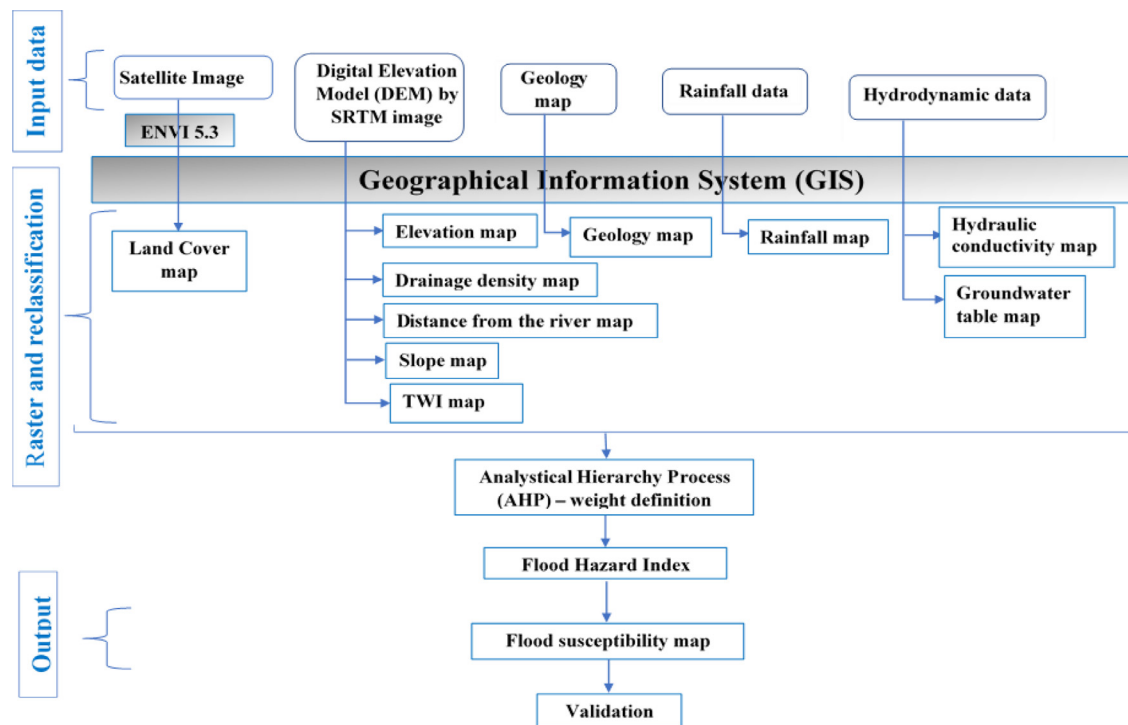 Input data
Satellite Image
Digital Elevation
Model (DEM) by
SRTM image
Geology
map
Rainfall data
Hydrodynamic data
ENVI 5.3
Geographical Information System (GIS)
Raster and reclassification
Land Cover
map
Elevation map
Drainage density map
Distance from the river map
Slope map
TWI map
Geology map
Rainfall map
Hydraulic
conductivity map
Groundwater
table map
Analystical Hierarchy Process
(AHP) – weight definition
Flood Hazard Index
Output
Flood susceptibility map
Validation